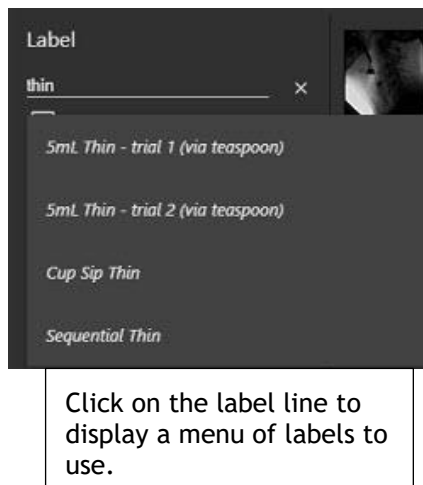 Label
thin ×
5mL Thin - trial 1 (via teaspoon)
5mL Thin - trial 2 (via teaspoon)
Cup Sip Thin
Sequential Thin
Click on the label line to
display a menu of labels to
use.